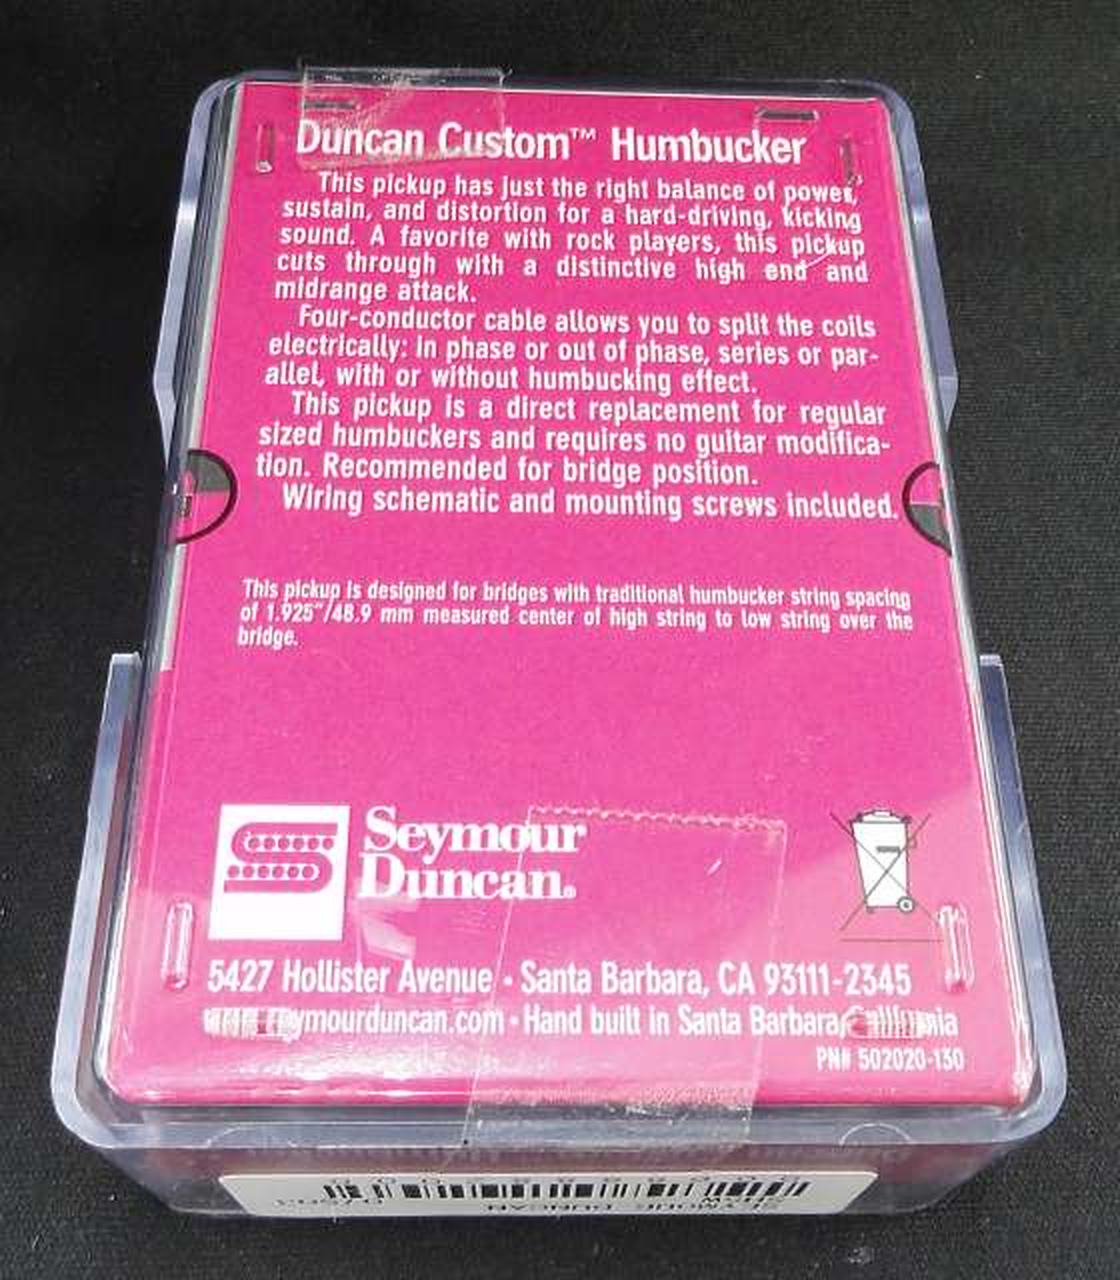 Duncan Custom™ Humbucker
This pickup has just the right balance of power,
sustain, and distortion for a hard-driving, kicking
sound. A favorite with rock players, this pickup
cuts through with a distinctive high end and
midrange attack.
Four-conductor cable allows you to split the coils
electrically: in phase or out of phase, series or par-
allel, with or without humbucking effect.
This pickup is a direct replacement for regular
sized humbuckers and requires no guitar modifica-
tion. Recommended for bridge position.
Wiring schematic and mounting screws included.
This pickup is designed for bridges with traditional humbucker string spacing
of 1.925"/48.9 mm measured center of high string to low string over the
bridge.
Seymour
Duncan®
5427 Hollister Avenue • Santa Barbara, CA 93111-2345
www.seymourduncan.com • Hand built in Santa Barbara, California
PN# 502020-130
SEYMOUR DUNCAN